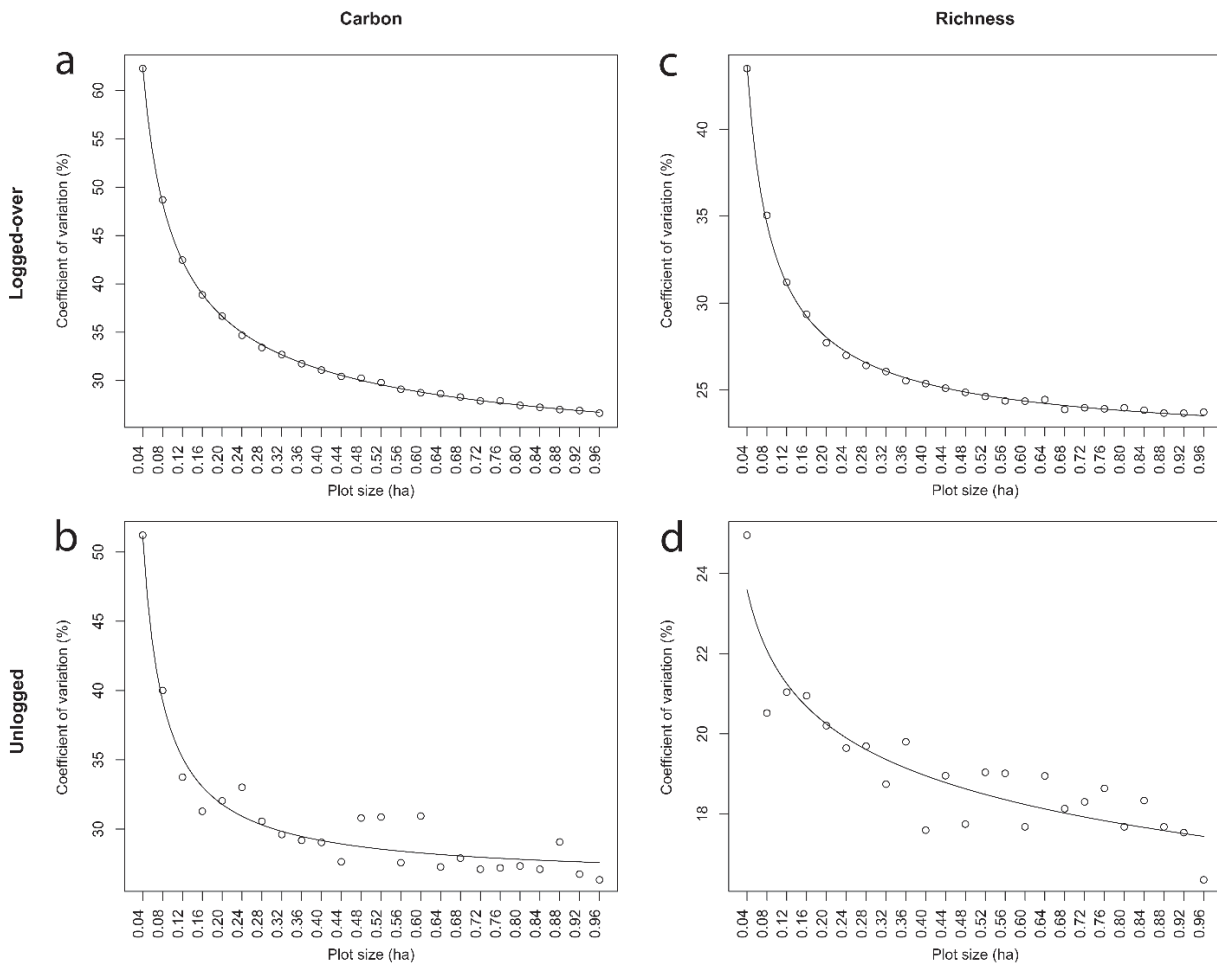 Carbon
Richness
Logged-over
Unlogged
a
Coefficient of variation (%)
60
55
50
45
40
35
30
0.04 0.08 0.12 0.16 0.20 0.24 0.28 0.32 0.36 0.40 0.44 0.48 0.52 0.56 0.60 0.64 0.68 0.72 0.76 0.80 0.84 0.88 0.92 0.96
Plot size (ha)
c
Coefficient of variation (%)
40
35
30
25
0.04 0.08 0.12 0.16 0.20 0.24 0.28 0.32 0.36 0.40 0.44 0.48 0.52 0.56 0.60 0.64 0.68 0.72 0.76 0.80 0.84 0.88 0.92 0.96
Plot size (ha)
b
Coefficient of variation (%)
50
45
40
35
30
0.04 0.08 0.12 0.16 0.20 0.24 0.28 0.32 0.36 0.40 0.44 0.48 0.52 0.56 0.60 0.64 0.68 0.72 0.76 0.80 0.84 0.88 0.92 0.96
Plot size (ha)
d
Coefficient of variation (%)
24
22
20
18
0.04 0.08 0.12 0.16 0.20 0.24 0.28 0.32 0.36 0.40 0.44 0.48 0.52 0.56 0.60 0.64 0.68 0.72 0.76 0.80 0.84 0.88 0.92 0.96
Plot size (ha)